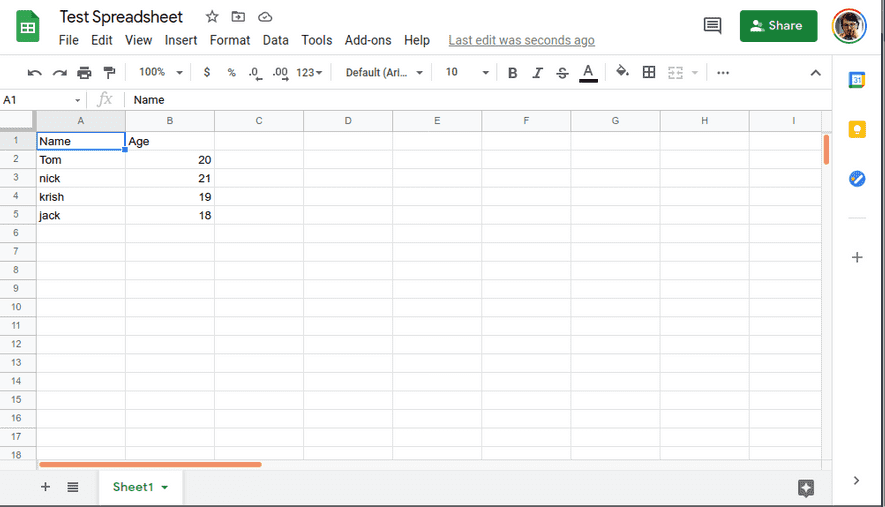 Test Spreadsheet
File Edit View Insert Format Data Tools Add-ons Help Last edit was seconds ago
Share
100% $ % .0 .00 123 Default (Ari... 10 B I S A ...
31
A1 fx Name
A B C D E F G H I
1 Name Age
2 Tom 20
3 nick 21
4 krish 19
5 jack 18
6
7
8
9
10
11
12
13
14
15
16
17
18
+ Sheet1